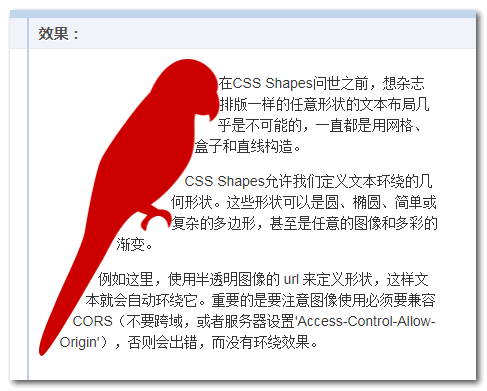 效果：
在CSS Shapes问世之前，想杂志
排版一样的任意形状的文本布局几
乎是不可能的，一直都是用网格、
盒子和直线构造。
CSS Shapes允许我们定义文本环绕的几
何形状。这些形状可以是圆、椭圆、简单或
复杂的多边形，甚至是任意的图像和多彩的
渐变。
例如这里，使用半透明图像的 url 来定义形状，这样文
本就会自动环绕它。重要的是要注意图像使用必须要兼容
CORS（不要跨域，或者服务器设置'Access-Control-Allow-
Origin'），否则会出错，而没有环绕效果。